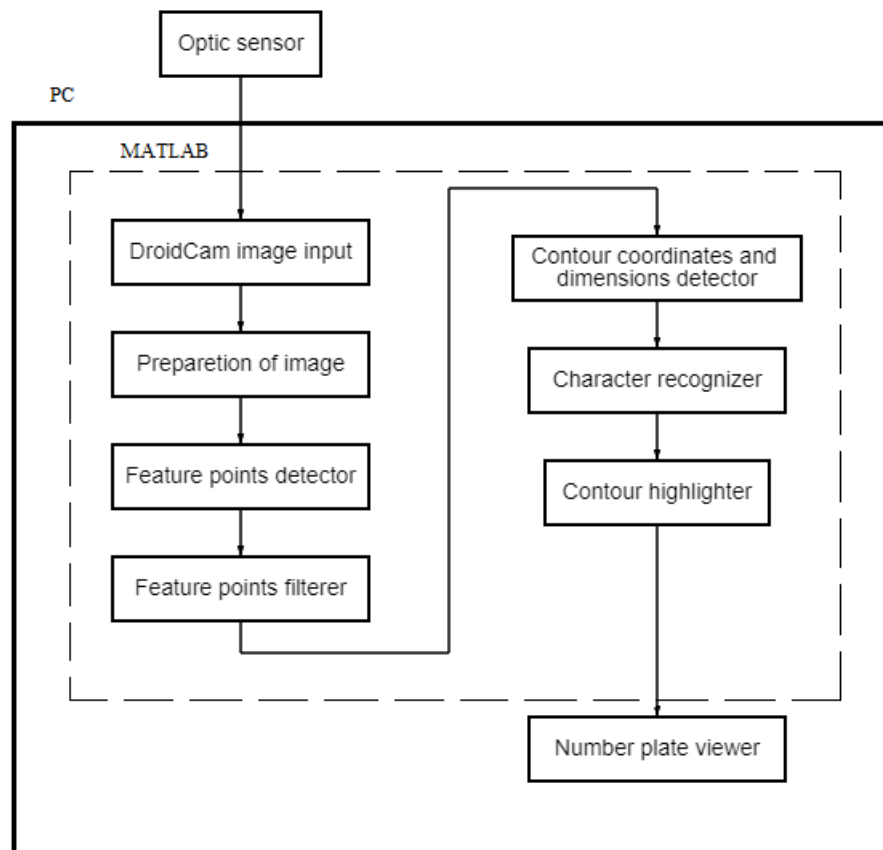 Optic sensor
PC
MATLAB
DroidCam image input
Preparetion of image
Feature points detector
Feature points filterer
Contour coordinates and
dimensions detector
Character recognizer
Contour highlighter
Number plate viewer